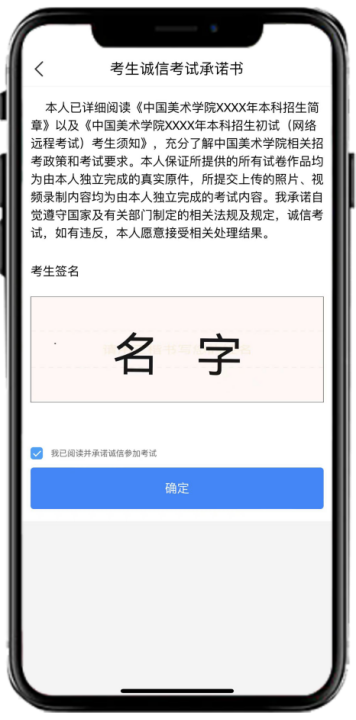 考生诚信考试承诺书
本人已详细阅读《中国美术学院XXXX年本科招生简
章》以及《中国美术学院XXXX年本科招生初试（网络
远程考试）考生须知》，充分了解中国美术学院相关招
考政策和考试要求。本人保证所提供的所有试卷作品均
为由本人独立完成的真实原件，所提交上传的照片、视
频录制内容均为由本人独立完成的考试内容。我承诺自
觉遵守国家及有关部门制定的相关法规及规定，诚信考
试，如有违反，本人愿意接受相关处理结果。
考生签名
名 字
我已阅读并承诺诚信参加考试
确定